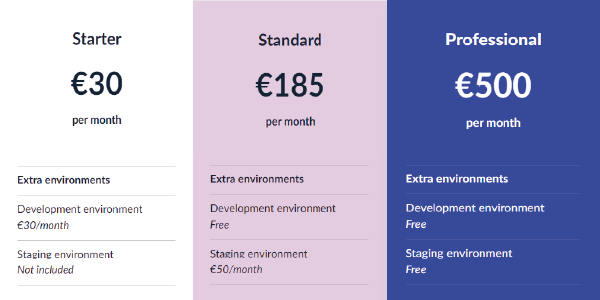 Starter
€30
per month
Extra environments
Development environment
€30/month
Staging environment
Not included
Standard
€185
per month
Extra environments
Development environment
Free
Staging environment
€50/month
Professional
€500
per month
Extra environments
Development environment
Free
Staging environment
Free